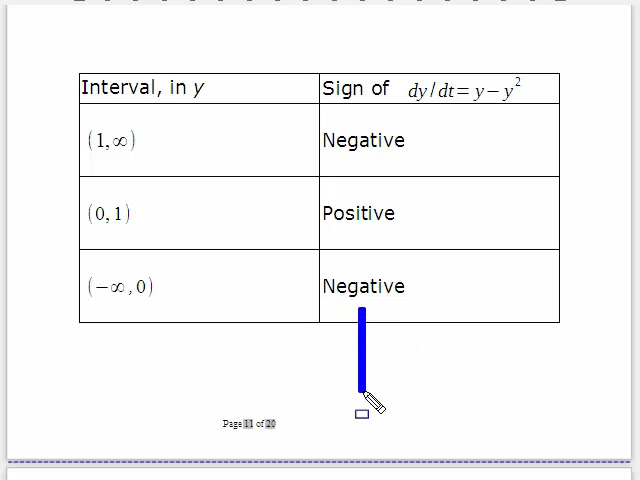 Interval, in y Sign of dy/dt = y − y²
(1, ∞) Negative
(0, 1) Positive
(−∞, 0) Negative
Page 11 of 20